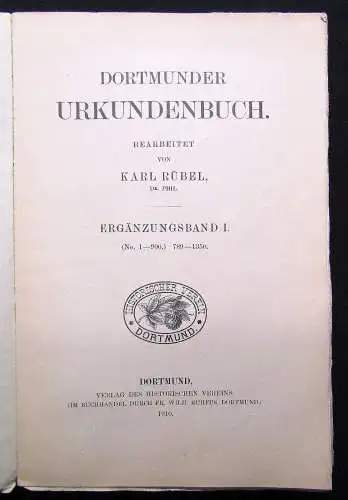 DORTMUNDER
URKUNDENBUCH.
BEARBEITET
VON
KARL RÜBEL,
DR. PHIL.
ERGÄNZUNGSBAND I.
(No. 1—906.) 789—1350.
HISTORISCHER VEREIN
DORTMUND.
DORTMUND,
VERLAG DES HISTORISCHEN VEREINS
(IM BUCHHANDEL DURCH FR. WILH. RUHFUS, DORTMUND)
1910.